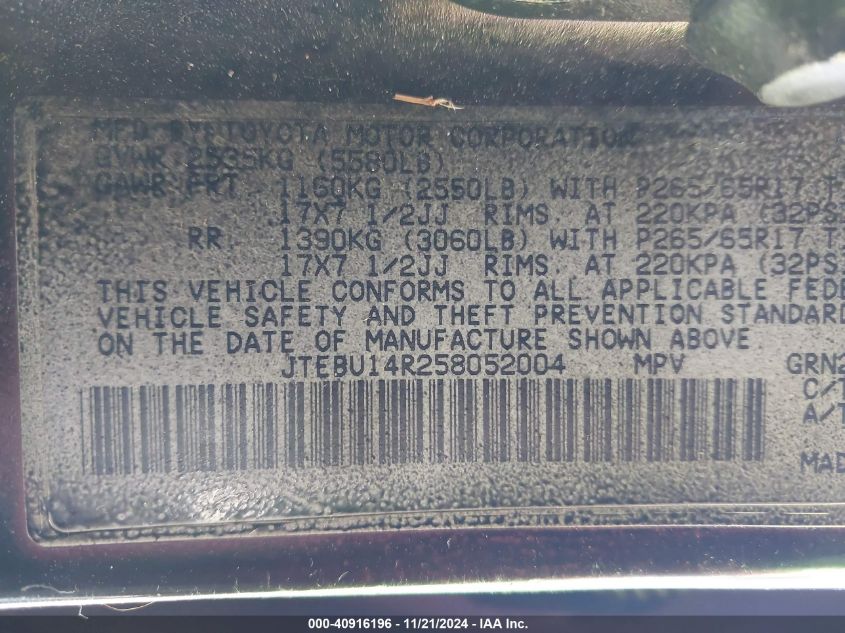 MFD BY: TOYOTA MOTOR CORPORATION
GVWR 2535KG (5580LB)
GAWR FRT. 1160KG (2550LB) WITH P265/65R17 T
17X7 1/2JJ RIMS. AT 220KPA (32PS
RR. 1390KG (3060LB) WITH P265/65R17 T
17X7 1/2JJ RIMS. AT 220KPA (32PS
THIS VEHICLE CONFORMS TO ALL APPLICABLE FEDE
VEHICLE SAFETY AND THEFT PREVENTION STANDARD
ON THE DATE OF MANUFACTURE SHOWN ABOVE
JTEBU14R258052004 MPV GRN2
C/T
A/T
MAD
000-40916196 - 11/21/2024 - IAA Inc.